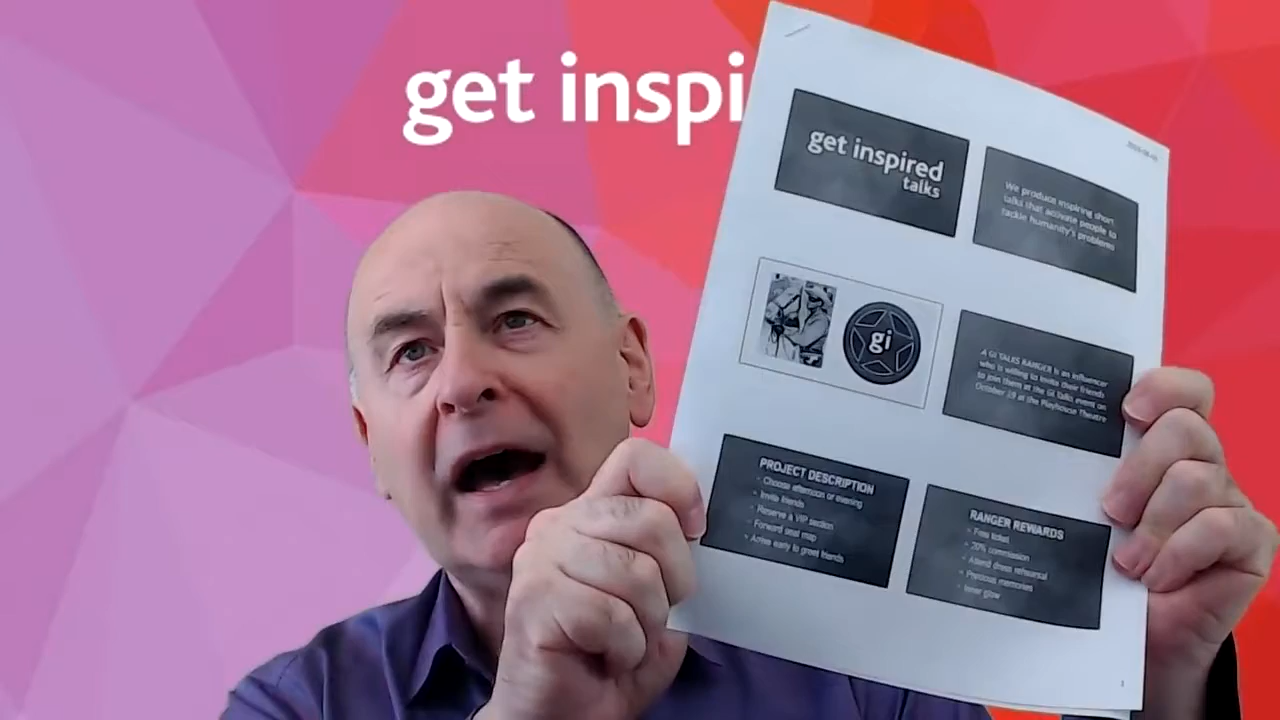 get inspi
get inspired
talks
We produce inspiring short
talks that activate people to
tackle humanity's problems
gi
A GI TALKS RANGER is an influencer
who is willing to invite their friends
to join them at the GI Talks event on
October 29 at the Playhouse Theatre
PROJECT DESCRIPTION
- Choose afternoon or evening
- Invite friends
- Reserve a VIP section
- Forward seat map
- Arrive early to greet friends
RANGER REWARDS
- Free ticket
- 20% commission
- Attend dress rehearsal
- Precious memories
- Inner glow